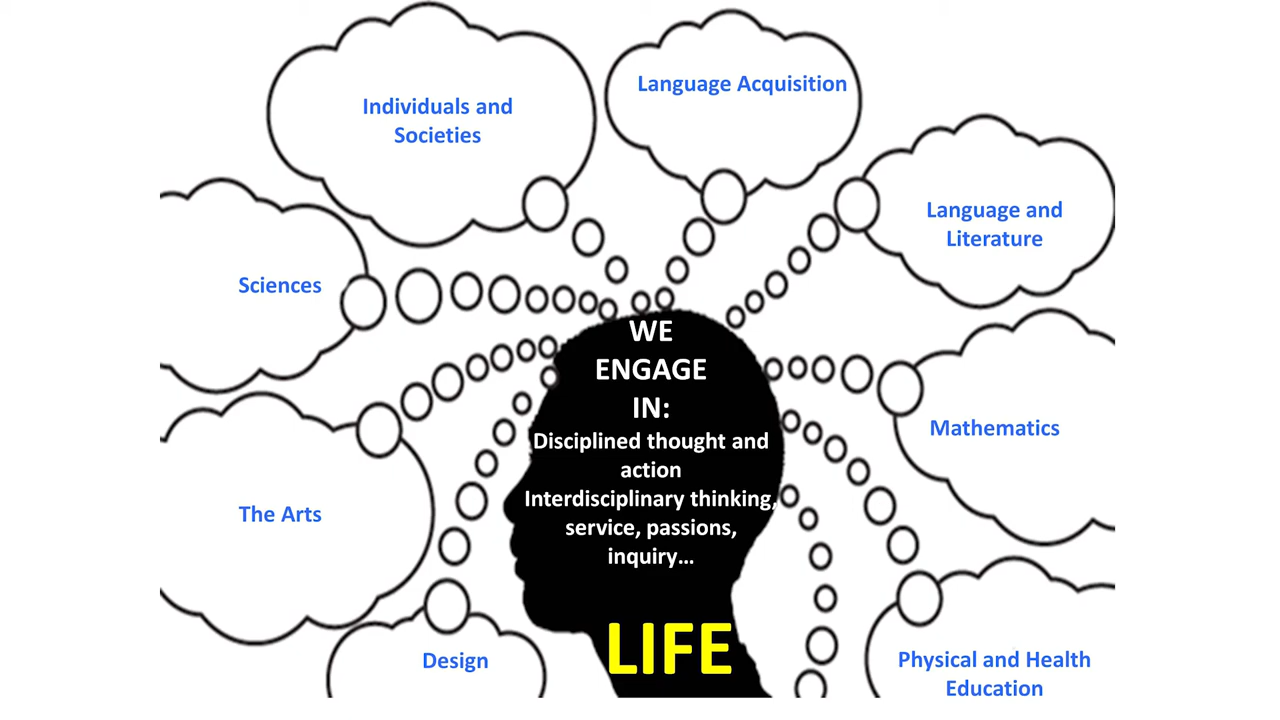 Individuals and
Societies
Language Acquisition
Language and
Literature
Sciences
Mathematics
The Arts
Design
Physical and Health
Education
WE
ENGAGE
IN:
Disciplined thought and
action
Interdisciplinary thinking,
service, passions,
inquiry…
LIFE